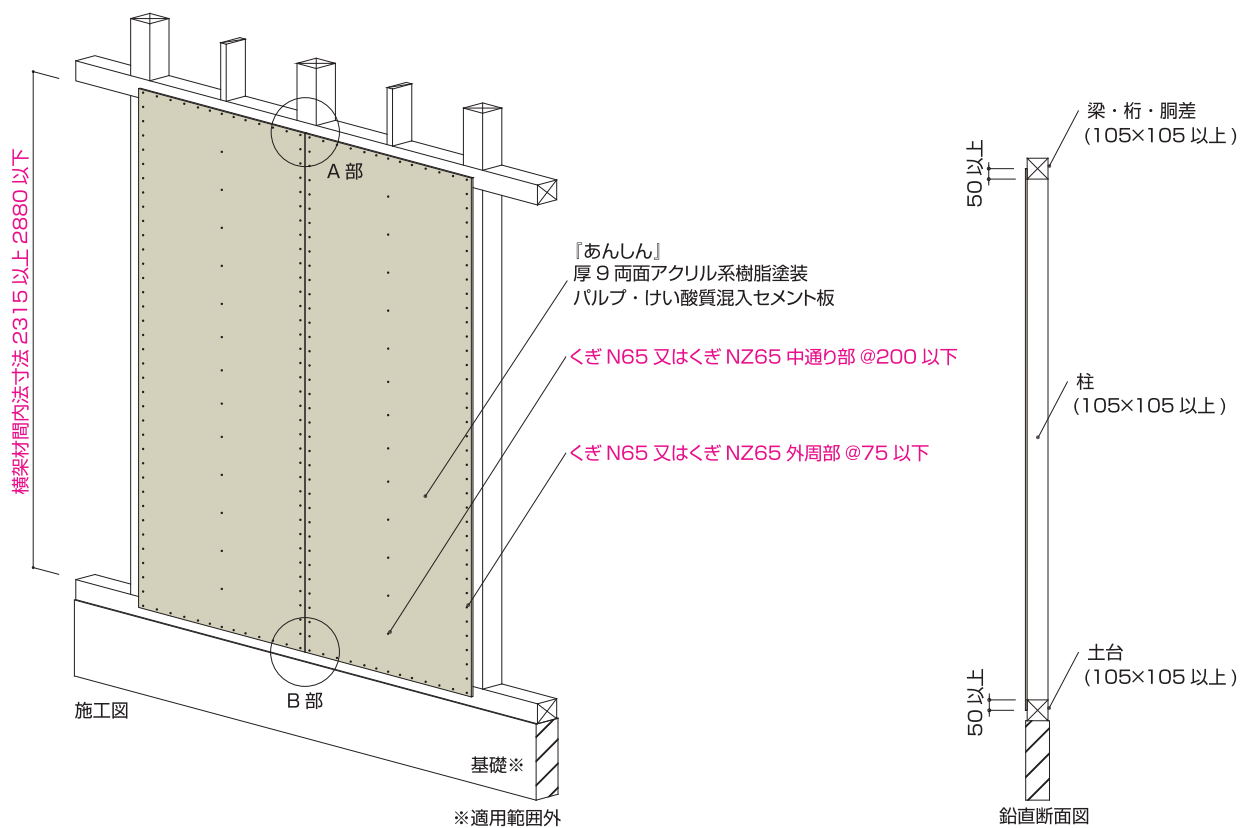 横架材間内法寸法 2315 以上 2880 以下
A 部
『あんしん』
厚 9 両面アクリル系樹脂塗装
パルプ・けい酸質混入セメント板
くぎ N65 又はくぎ NZ65 中通り部 @200 以下
くぎ N65 又はくぎ NZ65 外周部 @75 以下
B 部
施工図
基礎※
※適用範囲外
梁・桁・胴差
(105×105 以上 )
50 以上
柱
(105×105 以上 )
土台
(105×105 以上 )
50 以上
鉛直断面図